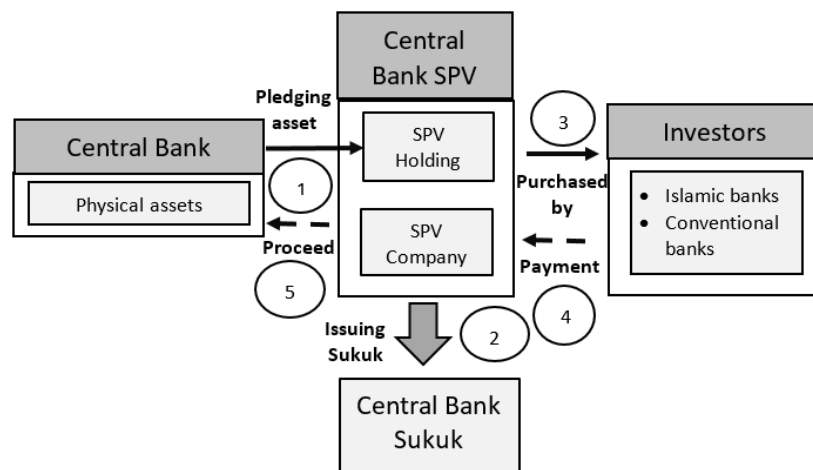 Central
Bank SPV
Pledging
asset
SPV
Holding
3
Investors
Central Bank
1
Purchased
by
• Islamic banks
• Conventional
banks
Physical assets
SPV
Company
Proceed
Payment
5
4
Issuing
Sukuk
2
Central Bank
Sukuk